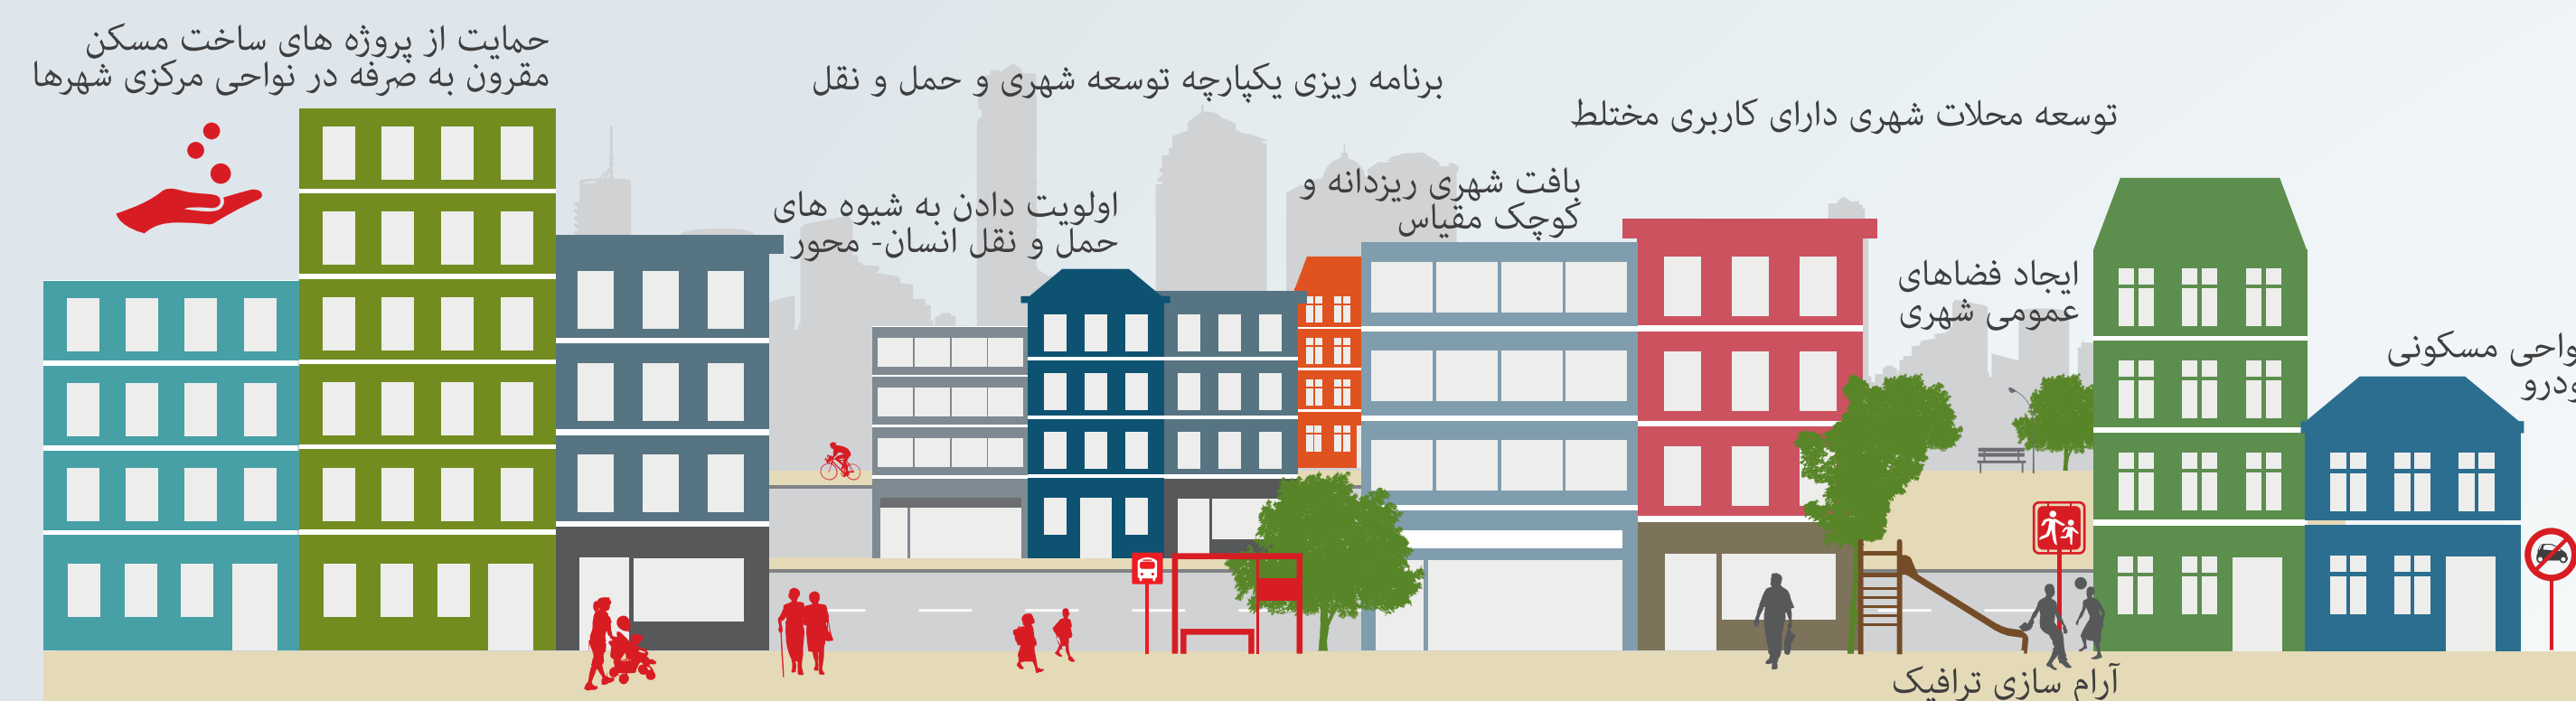 حمایت از پروژه های ساخت مسکن
مقرون به صرفه در نواحی مرکزی شهرها
برنامه ریزی یکپارچه توسعه شهری و حمل و نقل
توسعه محلات شهری دارای کاربری مختلط
اولویت دادن به شیوه های
حمل و نقل انسان- محور
بافت شهری ریزدانه و
کوچک مقیاس
ایجاد فضاهای
عمومی شهری
مسکونی
آرام سازی ترافیک